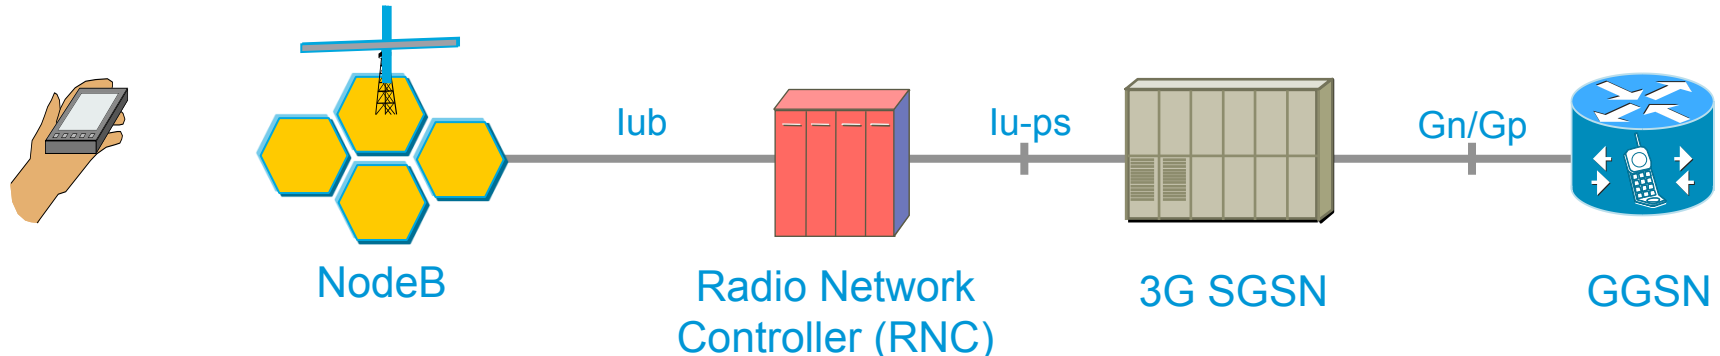 Iub
Iu-ps
Gn/Gp
NodeB
Radio Network
Controller (RNC)
3G SGSN
GGSN